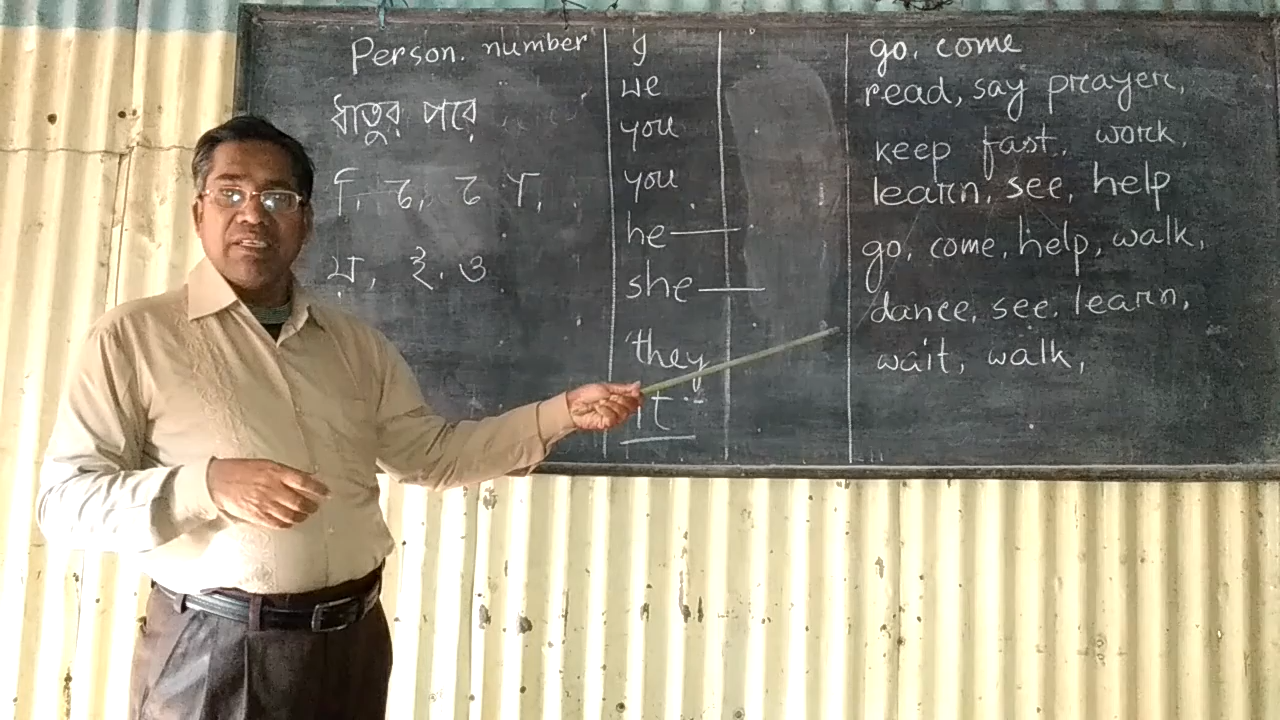 Person. number
ধাতুর পরে
য়, ই, ও
I
we
you
you
he
she
they
it
go, come
read, say prayer,
keep fast, work,
learn, see, help
go, come, help, walk,
dance, see, learn,
wait, walk,